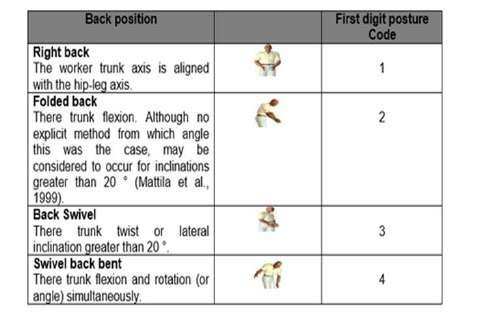 Back position
First digit posture
Code
Right back
The worker trunk axis is aligned
with the hip-leg axis.
1
Folded back
There trunk flexion. Although no
explicit method from which angle
this was the case, may be
considered to occur for inclinations
greater than 20 ° (Mattila et al.,
1999).
2
Back Swivel
There trunk twist or lateral
inclination greater than 20 °.
3
Swivel back bent
There trunk flexion and rotation (or
angle) simultaneously.
4